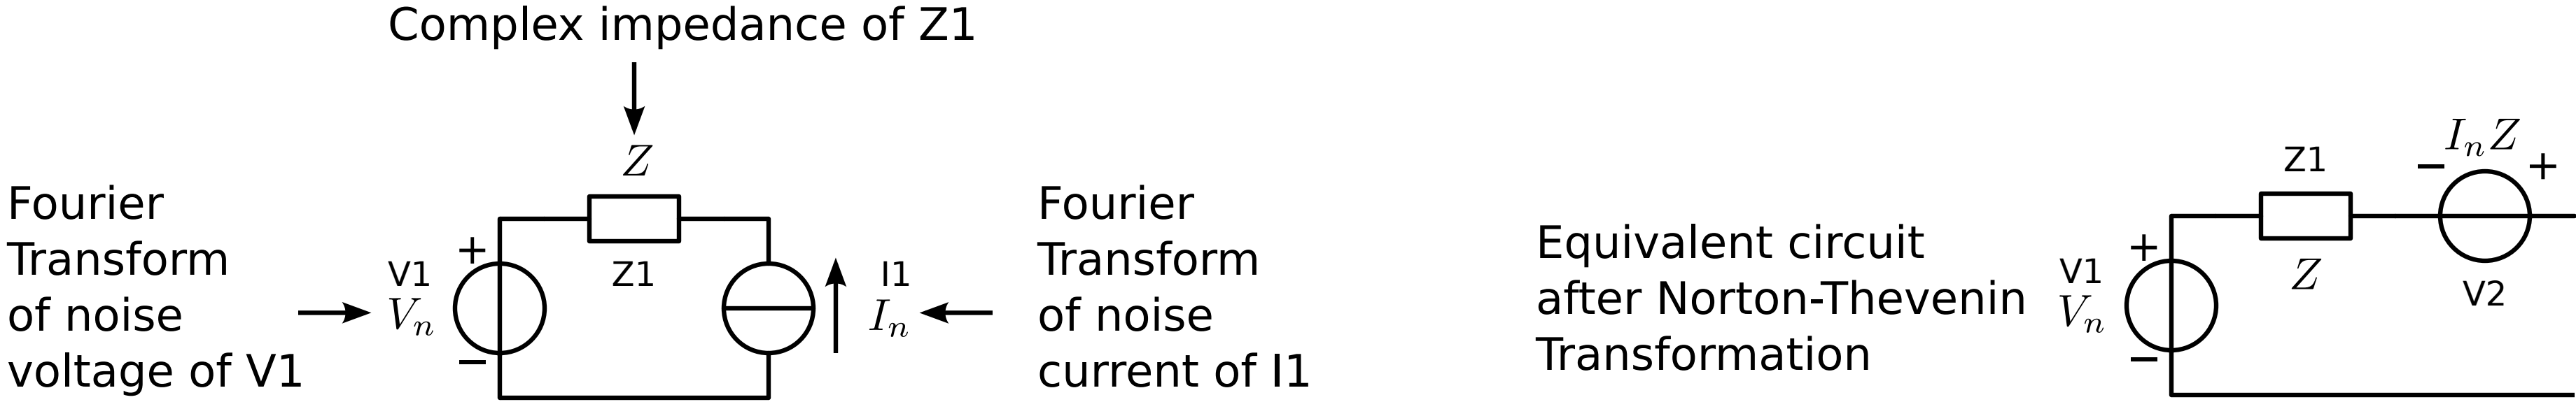 Complex impedance of Z1
Z
Fourier
Transform
of noise
voltage of V1
V1
Vn
+
−
Z1
I1
In
Fourier
Transform
of noise
current of I1
Equivalent circuit
after Norton-Thevenin
Transformation
V1
Vn
+
−
Z1
Z
InZ
− +
V2